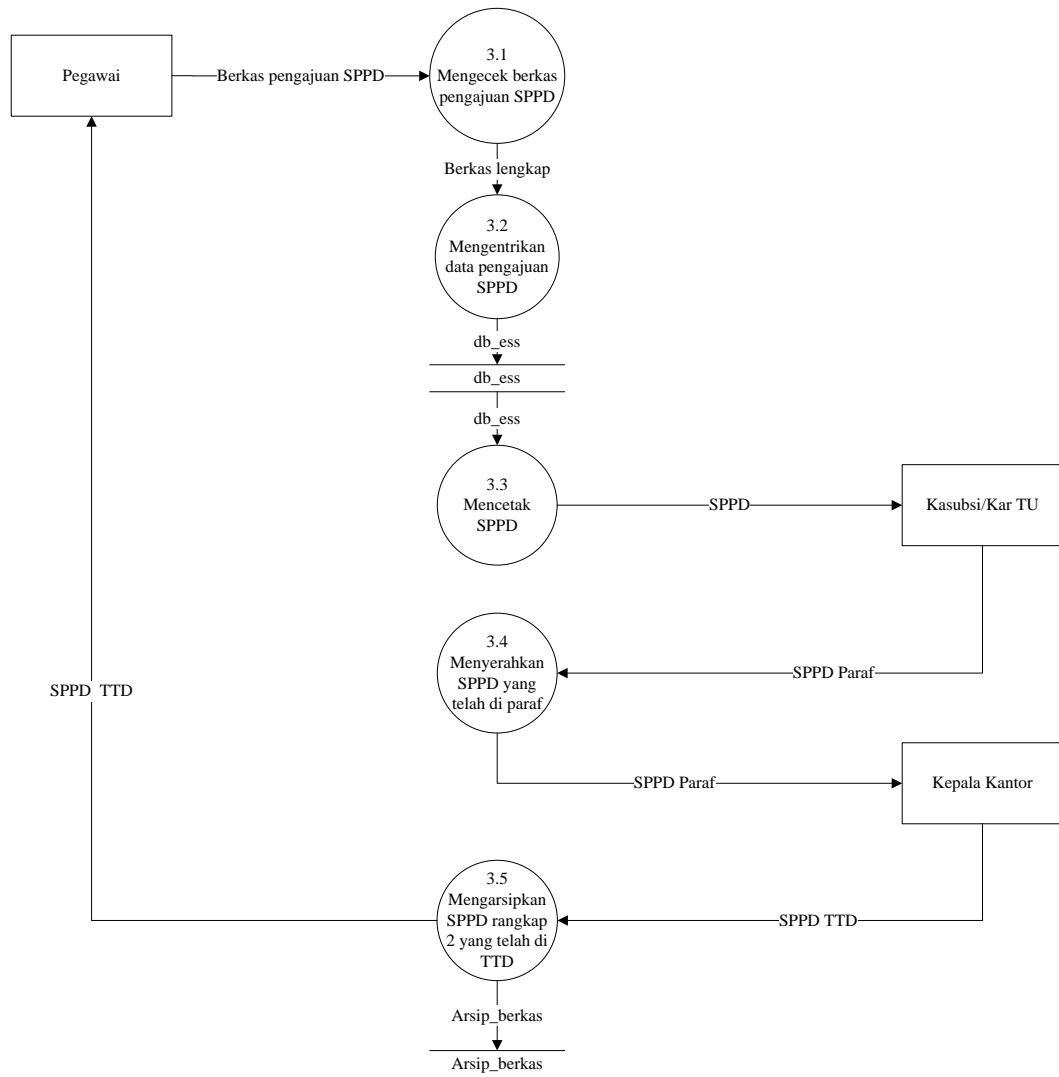 Pegawai
Berkas pengajuan SPPD
3.1
Mengecek berkas
pengajuan SPPD
Berkas lengkap
3.2
Mengentrikan
data pengajuan
SPPD
db_ess
db_ess
db_ess
3.3
Mencetak
SPPD
SPPD
Kasubsi/Kar TU
3.4
Menyerahkan
SPPD yang
telah di paraf
SPPD Paraf
SPPD TTD
SPPD Paraf
Kepala Kantor
3.5
Mengarsipkan
SPPD rangkap
2 yang telah di
TTD
SPPD TTD
Arsip_berkas
Arsip_berkas